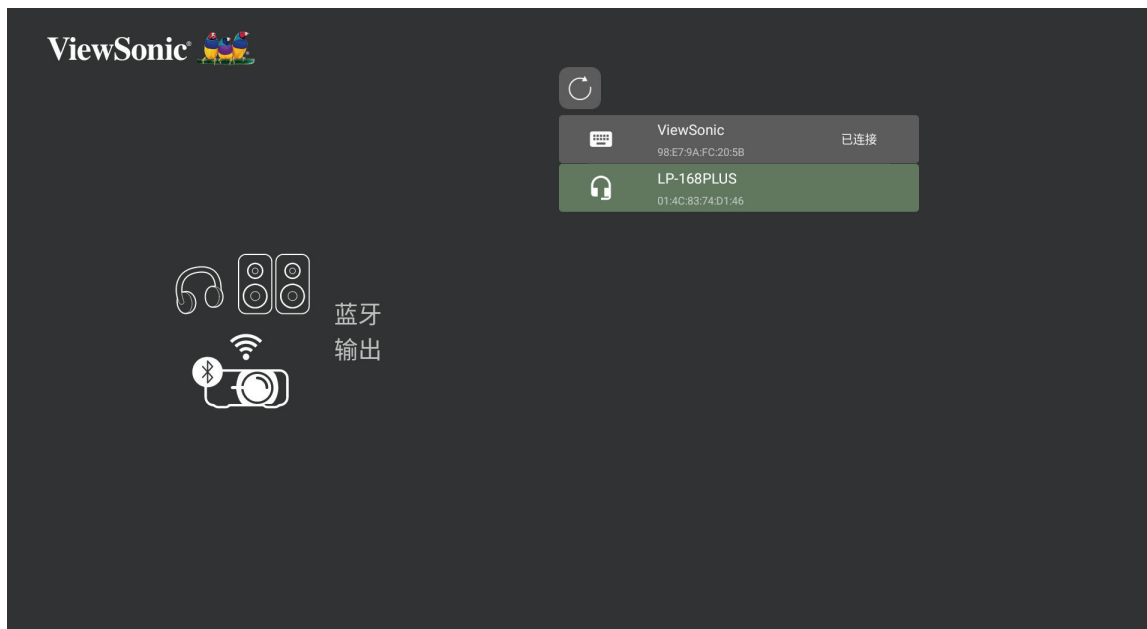 ViewSonic®
ViewSonic
已连接
98:E7:9A:FC:20:5B
LP-168PLUS
01:4C:83:74:D1:46
蓝牙
输出